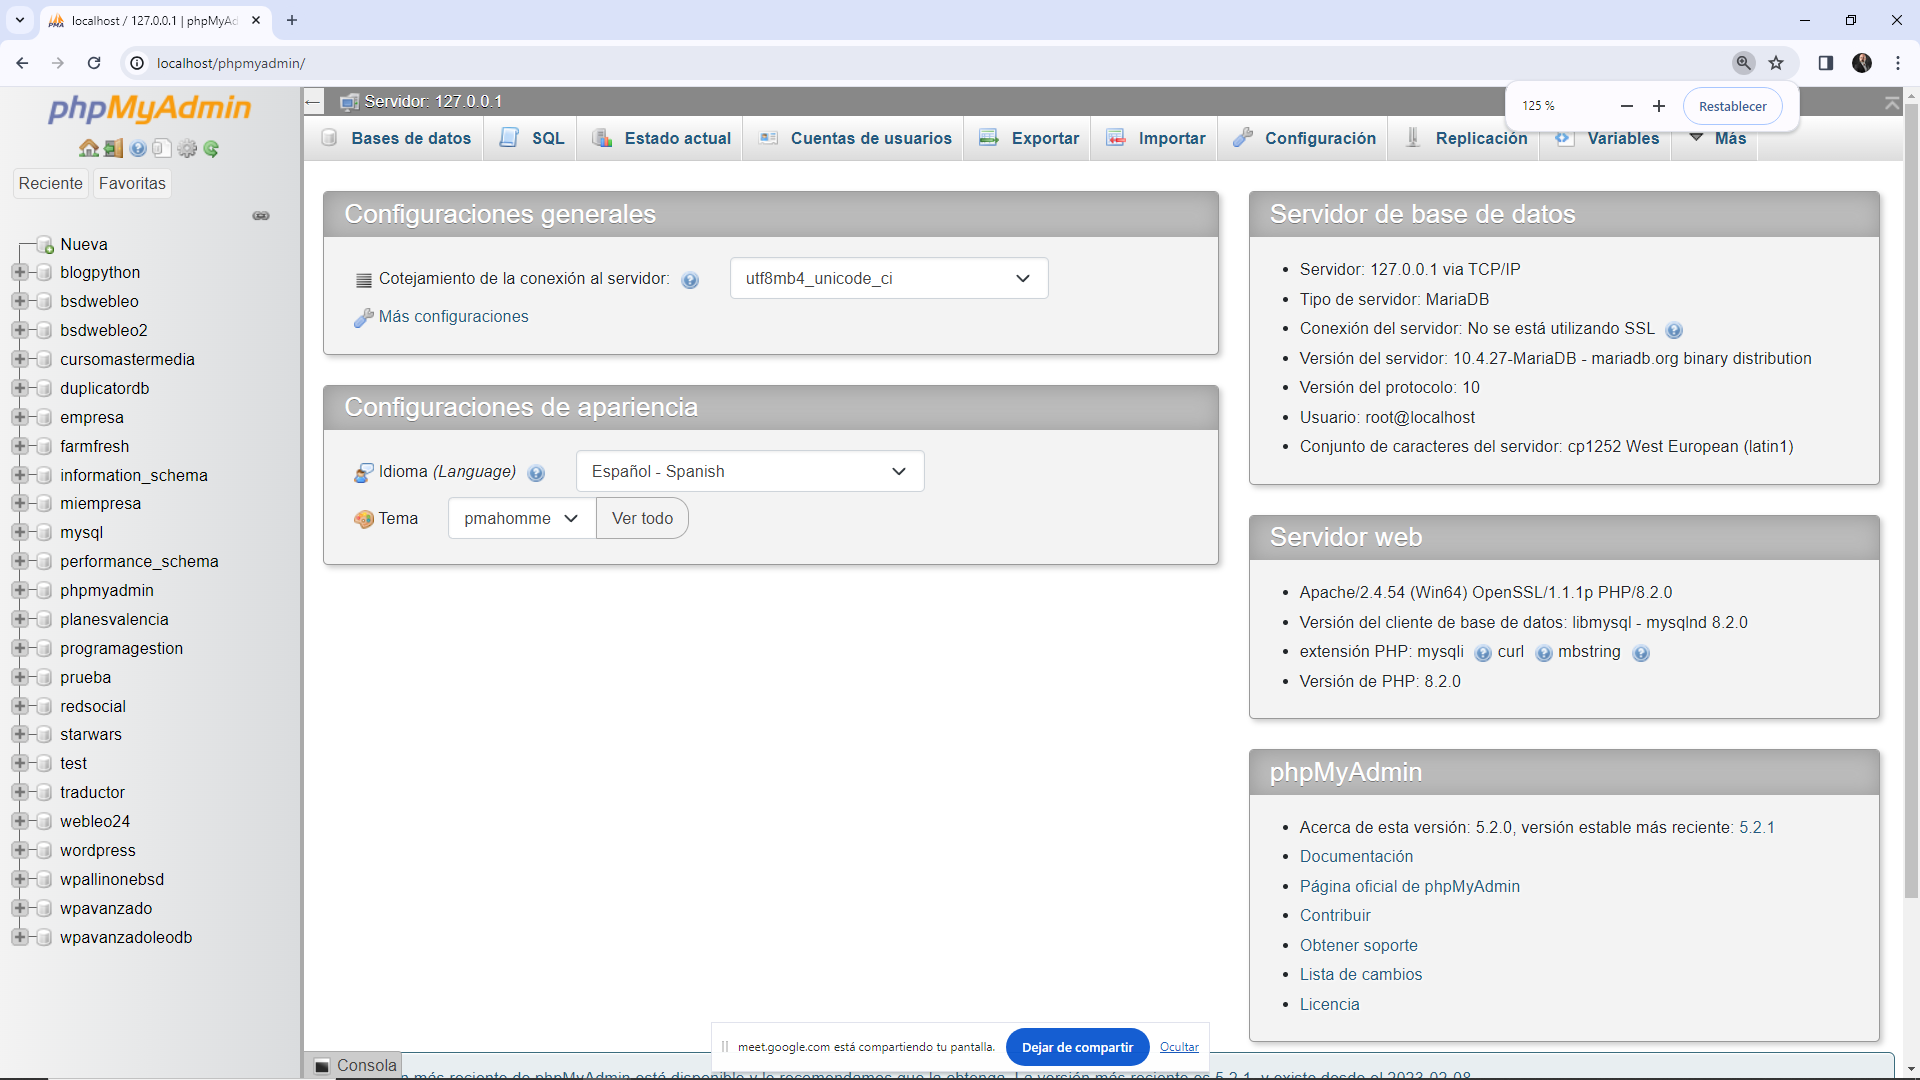 localhost / 127.0.0.1 | phpMyAd
localhost/phpmyadmin/
125 %
Restablecer
phpMyAdmin
Reciente
Favoritas
Nueva
blogpython
bsdwebleo
bsdwebleo2
cursomastermedia
duplicatordb
empresa
farmfresh
information_schema
miempresa
mysql
performance_schema
phpmyadmin
planesvalencia
programagestion
prueba
redsocial
starwars
test
traductor
webleo24
wordpress
wpallinonebsd
wpavanzado
wpavanzadoleodb
Servidor: 127.0.0.1
Bases de datos
SQL
Estado actual
Cuentas de usuarios
Exportar
Importar
Configuración
Replicación
Variables
Más
Configuraciones generales
Cotejamiento de la conexión al servidor:
utf8mb4_unicode_ci
Más configuraciones
Configuraciones de apariencia
Idioma (Language)
Español - Spanish
Tema
pmahomme
Ver todo
Servidor de base de datos
Servidor: 127.0.0.1 via TCP/IP
Tipo de servidor: MariaDB
Conexión del servidor: No se está utilizando SSL
Versión del servidor: 10.4.27-MariaDB - mariadb.org binary distribution
Versión del protocolo: 10
Usuario: root@localhost
Conjunto de caracteres del servidor: cp1252 West European (latin1)
Servidor web
Apache/2.4.54 (Win64) OpenSSL/1.1.1p PHP/8.2.0
Versión del cliente de base de datos: libmysql - mysqlnd 8.2.0
extensión PHP: mysqli curl mbstring
Versión de PHP: 8.2.0
phpMyAdmin
Acerca de esta versión: 5.2.0, versión estable más reciente: 5.2.1
Documentación
Página oficial de phpMyAdmin
Contribuir
Obtener soporte
Lista de cambios
Licencia
meet.google.com está compartiendo tu pantalla.
Dejar de compartir
Ocultar
Consola
n más reciente de phpMyAdmin está disponible y le recomendamos que la obtenga. La versión más reciente es 5.2.1, y existe desde el 2023-02-08.